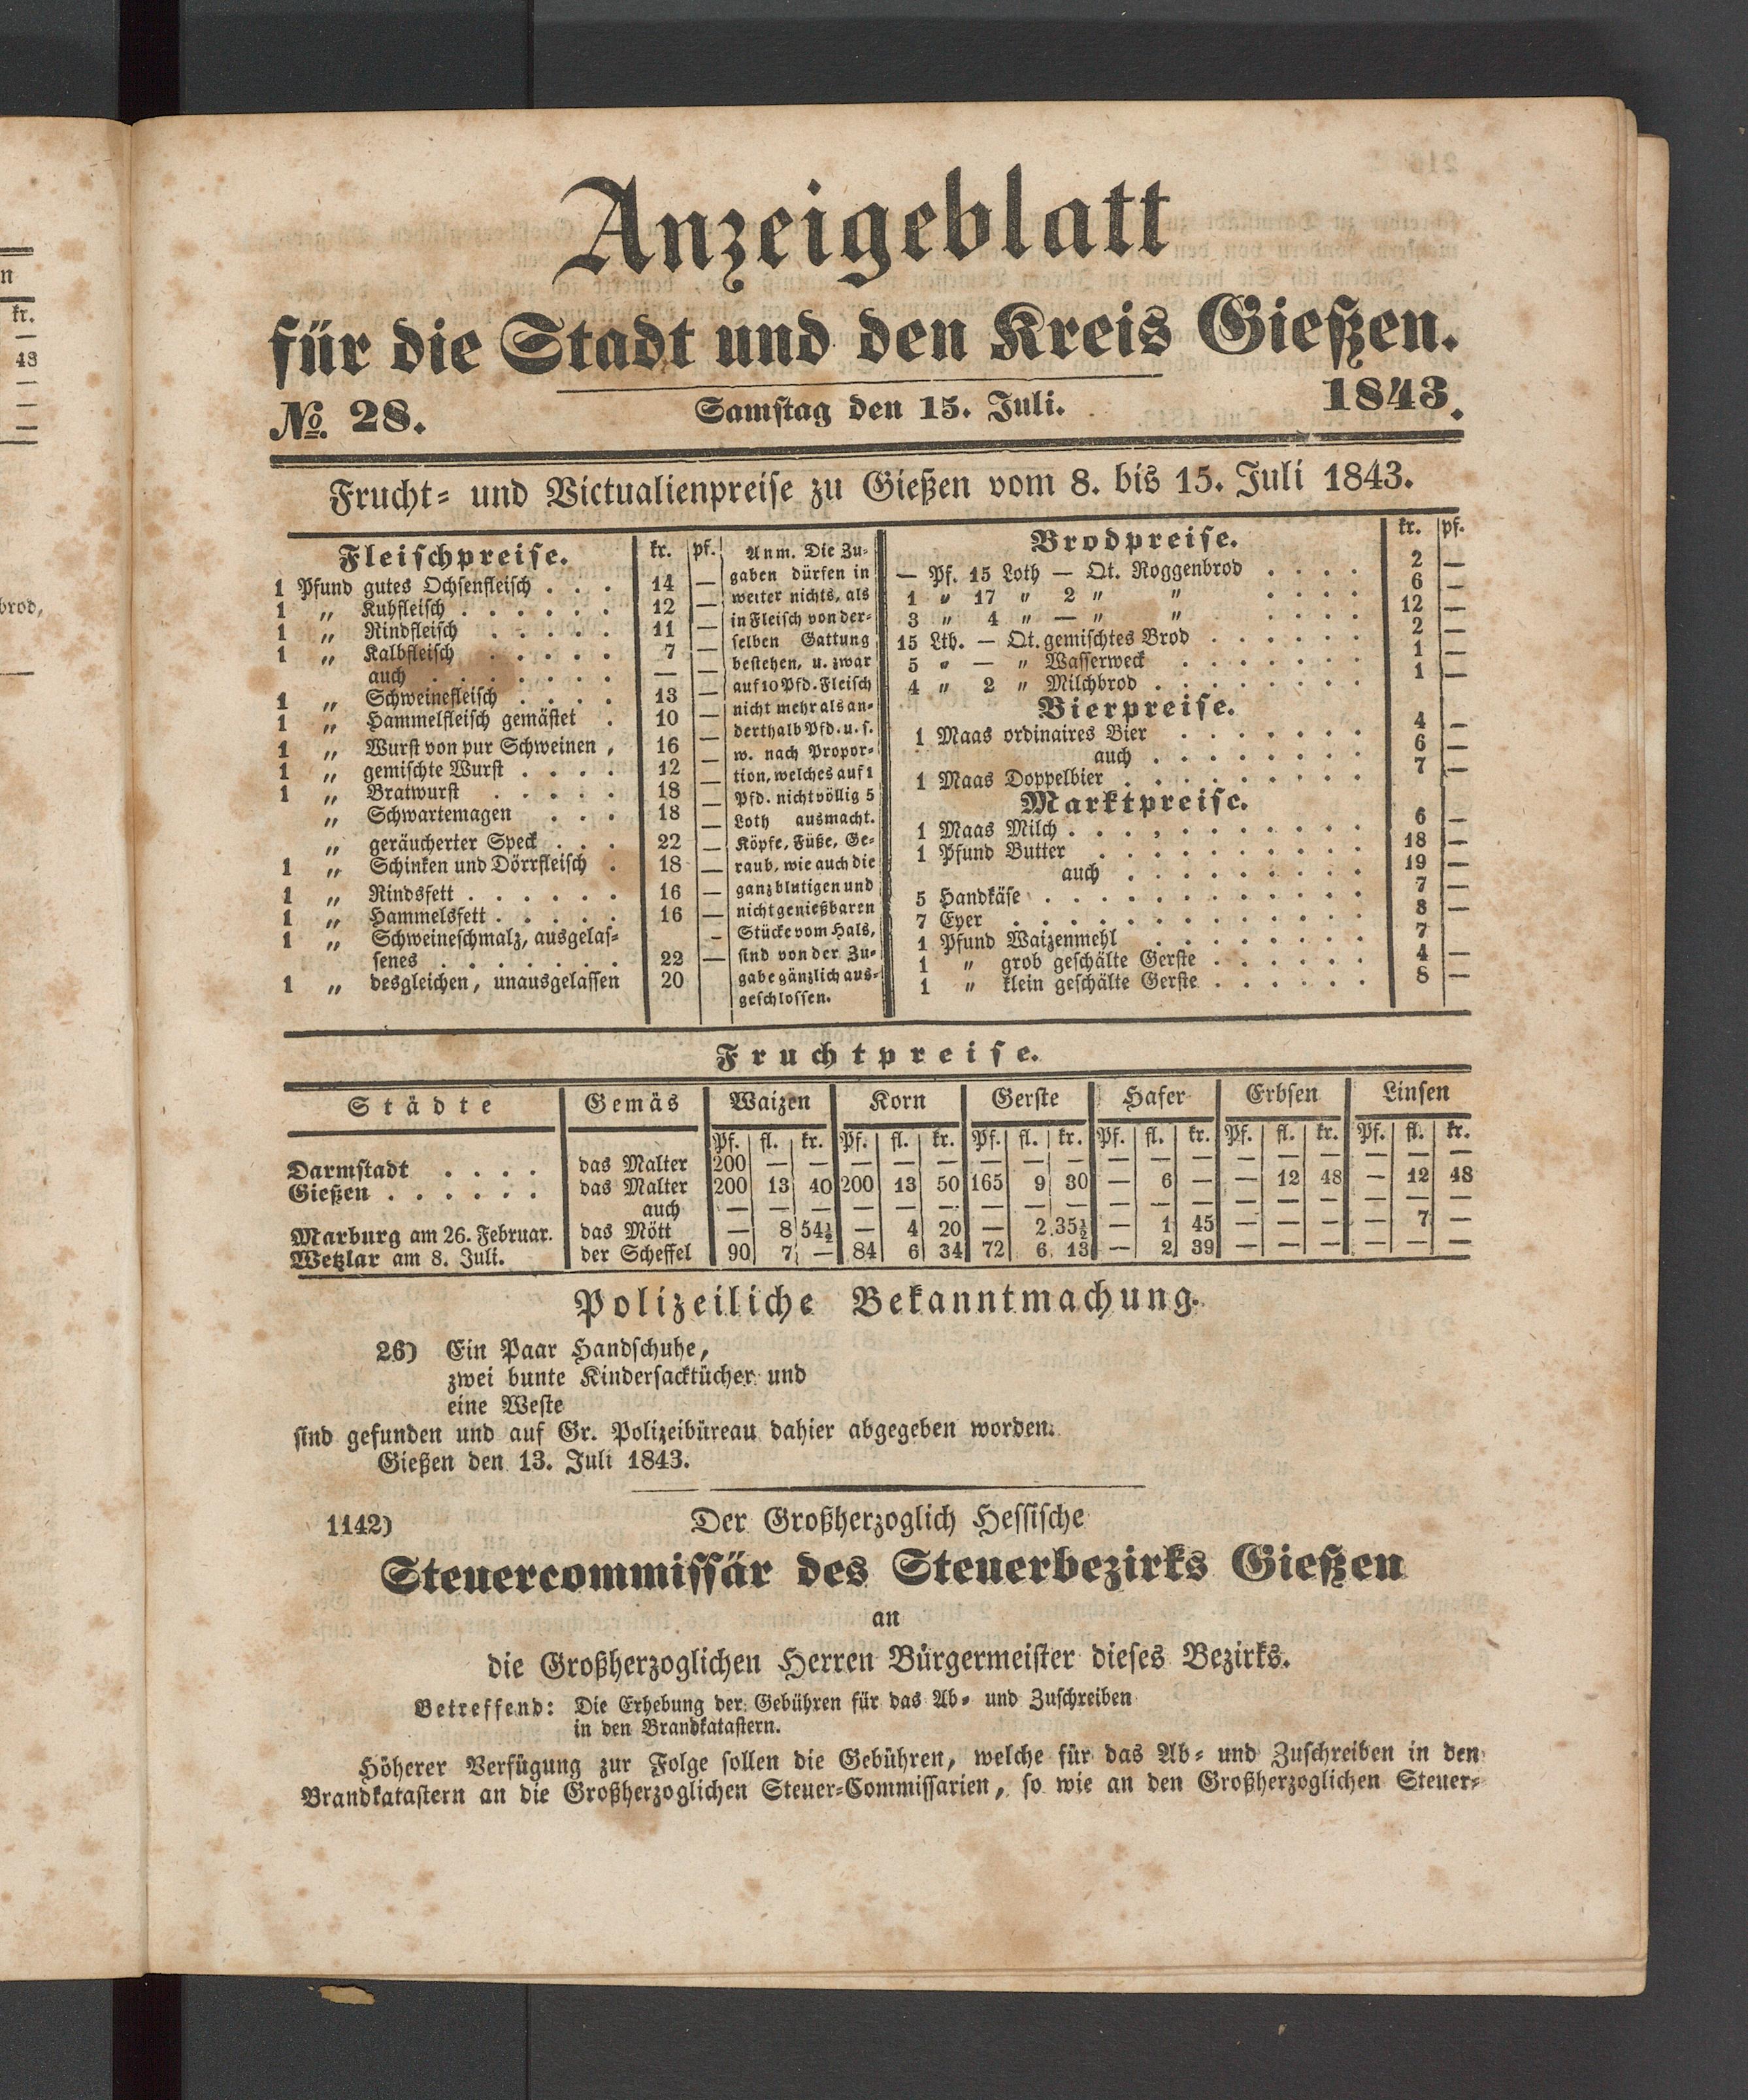 Anzeigeblatt
für die Stadt und den Kreis Gießen.
No. 28. Samstag den 15. Juli. 1843.
Frucht- und Victualienpreise zu Gießen vom 8. bis 15. Juli 1843.
Fleischpreise. kr. pf.
1 Pfund gutes Ochsenfleisch . . . 14 —
1 „ Kuhfleisch . . . . . . 12 —
1 „ Rindfleisch . . . . . 11 —
1 „ Kalbfleisch . . . . . 7 —
auch . . . . . . . — —
1 „ Schweinefleisch . . . . 13 —
1 „ Hammelfleisch gemästet . 10 —
1 „ Wurst von pur Schweinen , 16 —
1 „ gemischte Wurst . . . . 12 —
1 „ Bratwurst . . . . . 18 —
„ Schwartemagen . . . 18 —
„ geräucherter Speck . . . 22 —
1 „ Schinken und Dörrfleisch . 18 —
1 „ Rindsfett . . . . . . 16 —
1 „ Hammelsfett . . . . . 16 —
1 „ Schweineschmalz, ausgelas-
senes . . . . . . . 22 —
1 „ desgleichen, unausgelassen 20
Anm. Die Zu-
gaben dürfen in
weiter nichts, als
in Fleisch von der-
selben Gattung
bestehen, u. zwar
auf 10 Pfd. Fleisch
nicht mehr als an-
derthalb Pfd. u. s.
w. nach Propor-
tion, welches auf 1
Pfd. nicht völlig 5
Loth ausmacht.
Köpfe, Füße, Ge-
raub, wie auch die
ganz blutigen und
nicht genießbaren
Stücke vom Hals,
sind von der Zu-
gabe gänzlich aus-
geschlossen.
Brodpreise. kr. pf.
— Pf. 15 Loth — Qt. Roggenbrod . . . . 2 —
1 „ 17 „ 2 „ „ . . . . 6 —
3 „ 4 „ — „ „ . . . . 12 —
15 Lth. — Qt. gemischtes Brod . . . . . . 2 —
5 „ — „ Wasserweck . . . . . . . 1 —
4 „ 2 „ Milchbrod . . . . . . . . 1 —
Bierpreise.
1 Maas ordinaires Bier . . . . . . . 4 —
auch . . . . . . . . 6 —
1 Maas Doppelbier . . . . . . . . . 7 —
Marktpreise.
1 Maas Milch . . . . . . . . . . . 6 —
1 Pfund Butter . . . . . . . . . . 18 —
auch . . . . . . . . . 19 —
5 Handkäse . . . . . . . . . . . . 7 —
7 Eyer . . . . . . . . . . . . . 8 —
1 Pfund Waizenmehl . . . . . . . . 7
1 „ grob geschälte Gerste . . . . . . 4 —
1 „ klein geschälte Gerste . . . . . . 8 —
Fruchtpreise.
Städte Gemäs Waizen Korn Gerste Hafer Erbsen Linsen
Pf. fl. kr. Pf. fl. kr. Pf. fl. kr. Pf. fl. kr. Pf. fl. kr. Pf. fl. kr.
Darmstadt . . . . das Malter 200 — — — — — — — — — — — — — — — — —
Gießen . . . . . . das Malter 200 13 40 200 13 50 165 9 30 — 6 — — 12 48 — 12 48
auch — — — — — — — — — — — — — — — — — —
Marburg am 26. Februar. das Mött — 8 54½ — 4 20 — 2 35½ — 1 45 — — — — 7 —
Wetzlar am 8. Juli. der Scheffel 90 7 — 84 6 34 72 6 13 — 2 39 — — — — — —
Polizeiliche Bekanntmachung.
26) Ein Paar Handschuhe,
zwei bunte Kindersacktücher und
eine Weste
sind gefunden und auf Gr. Polizeibüreau dahier abgegeben worden.
Gießen den 13. Juli 1843.
1142) Der Großherzoglich Hessische
Steuercommissär des Steuerbezirks Gießen
an
die Großherzoglichen Herren Bürgermeister dieses Bezirks.
Betreffend: Die Erhebung der Gebühren für das Ab- und Zuschreiben
in den Brandkatastern.
Höherer Verfügung zur Folge sollen die Gebühren, welche für das Ab- und Zuschreiben in den
Brandkatastern an die Großherzoglichen Steuer-Commissarien, so wie an den Großherzoglichen Steuer-